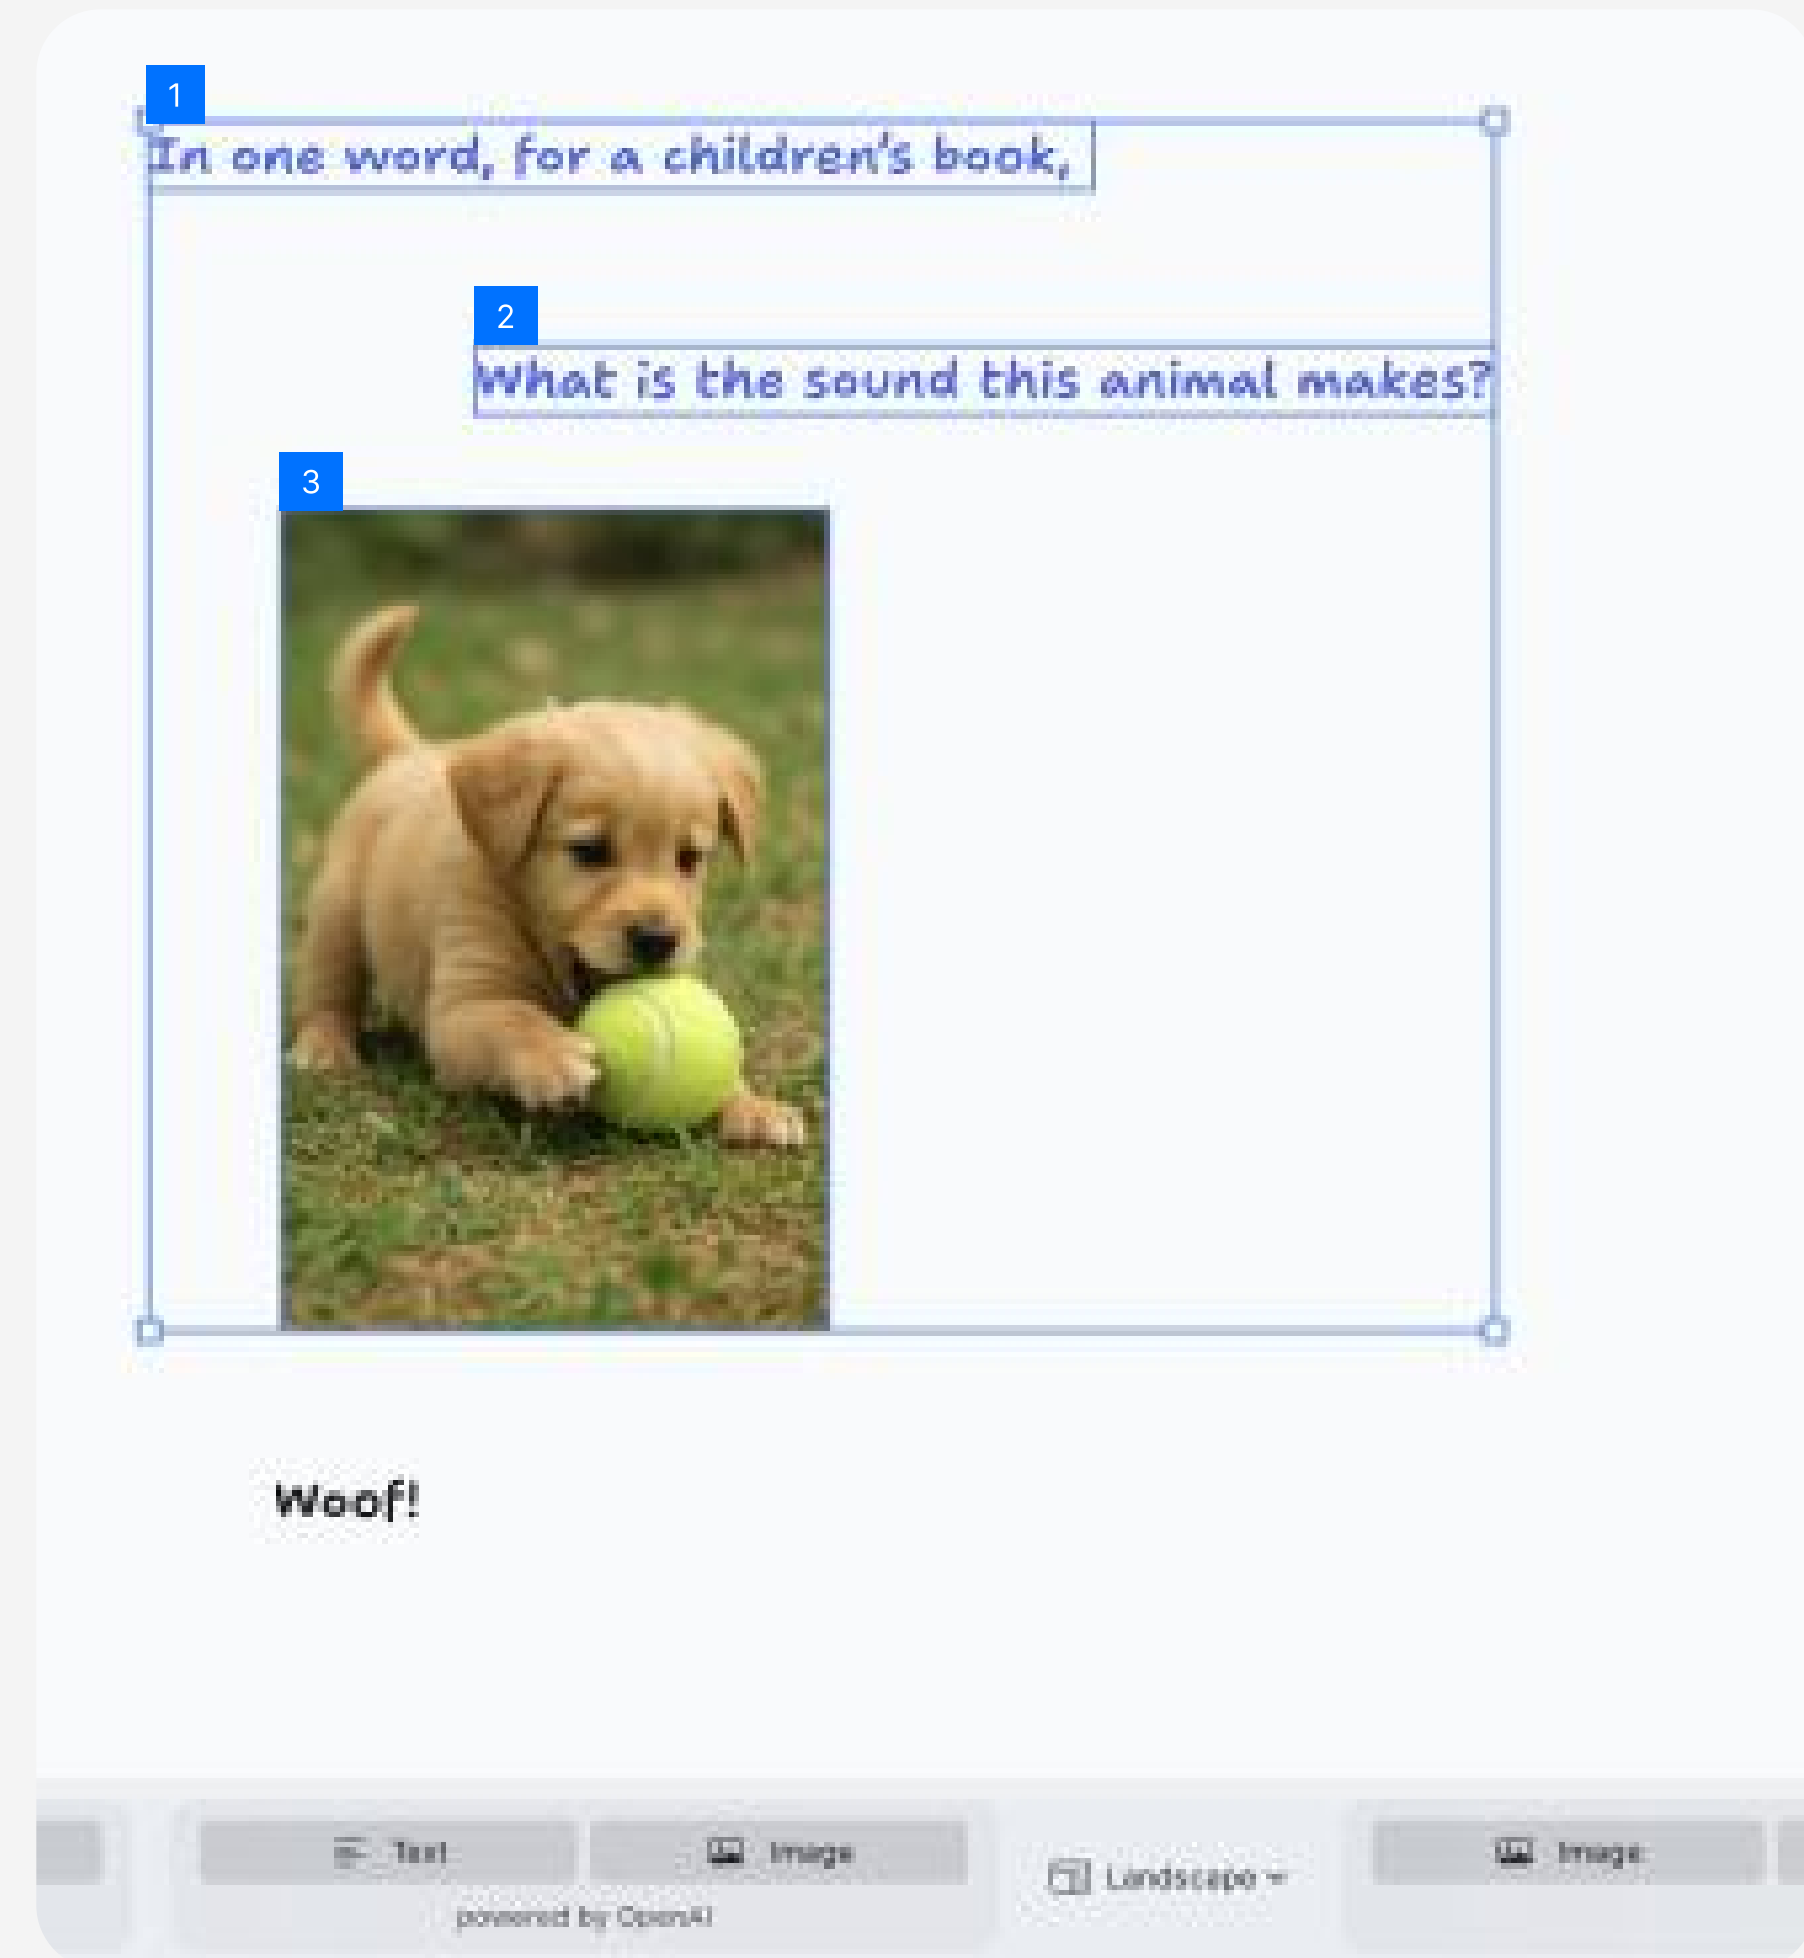 1
In one word, for a children's book,
2
What is the sound this animal makes?
3
Woof!
Text
Image
Landscape
Image
powered by OpenAI